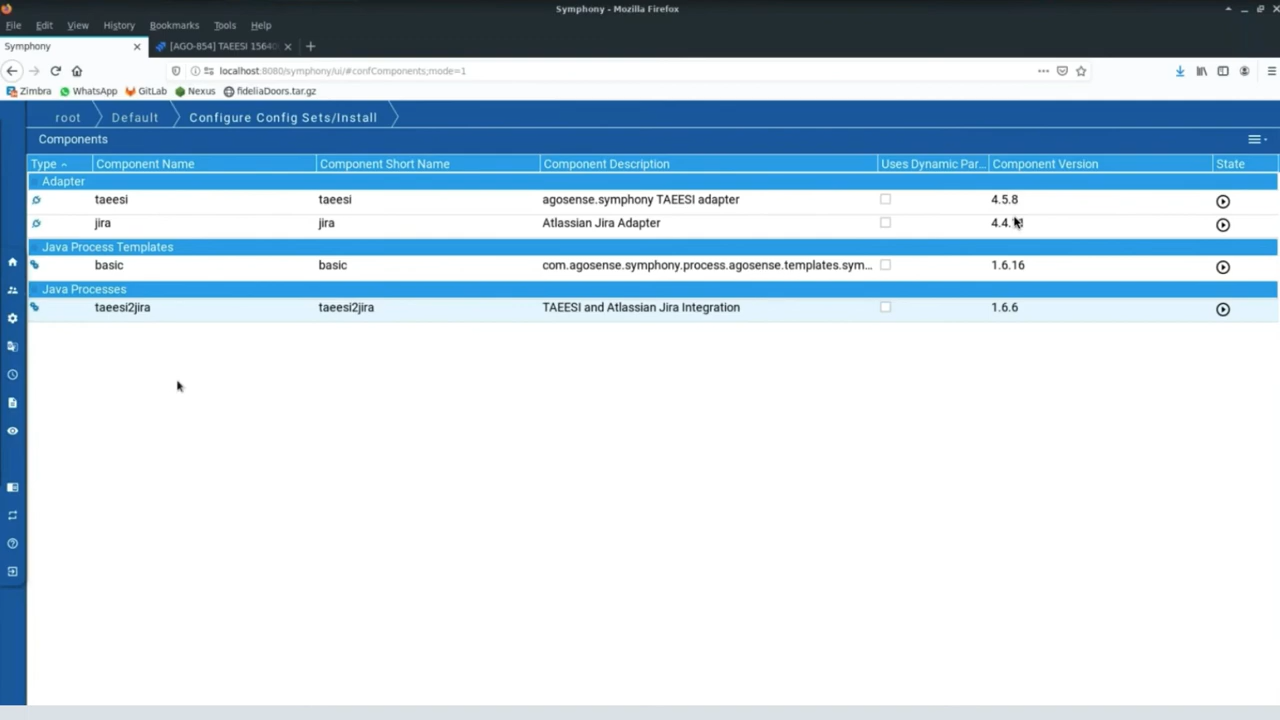 Symphony - Mozilla Firefox
File Edit View History Bookmarks Tools Help
Symphony [AGO-854] TAEESI 1564
localhost:8080/symphony/ui/#confComponents;mode=1
Zimbra WhatsApp GitLab Nexus fideliaDoors.tar.gz
root Default Configure Config Sets/Install
Components
Type Component Name Component Short Name Component Description Uses Dynamic Par... Component Version State
Adapter
taeesi taeesi agosense.symphony TAEESI adapter 4.5.8
jira jira Atlassian Jira Adapter
Java Process Templates
basic basic com.agosense.symphony.process.agosense.templates.sym... 1.6.16
Java Processes
taeesi2jira taeesi2jira TAEESI and Atlassian Jira Integration 1.6.6